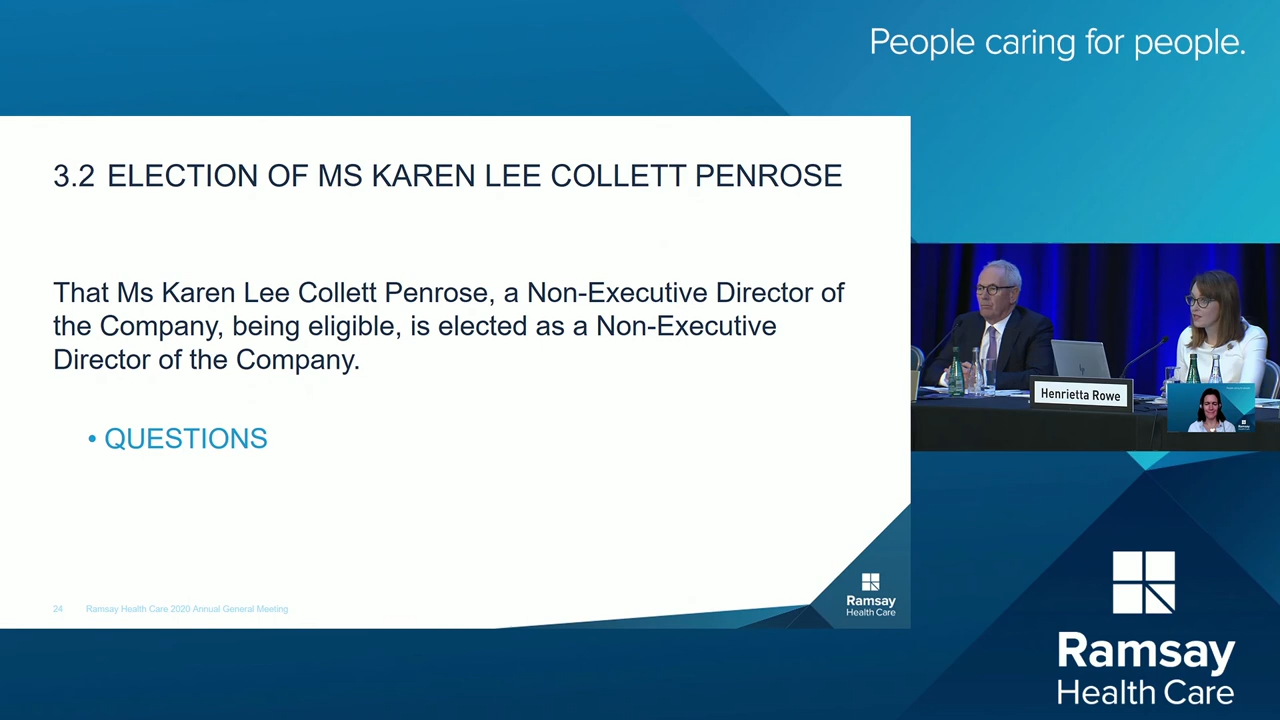 People caring for people.
3.2 ELECTION OF MS KAREN LEE COLLETT PENROSE
That Ms Karen Lee Collett Penrose, a Non-Executive Director of
the Company, being eligible, is elected as a Non-Executive
Director of the Company.
• QUESTIONS
Henrietta Rowe
24 Ramsay Health Care 2020 Annual General Meeting
Ramsay
Health Care
Ramsay
Health Care